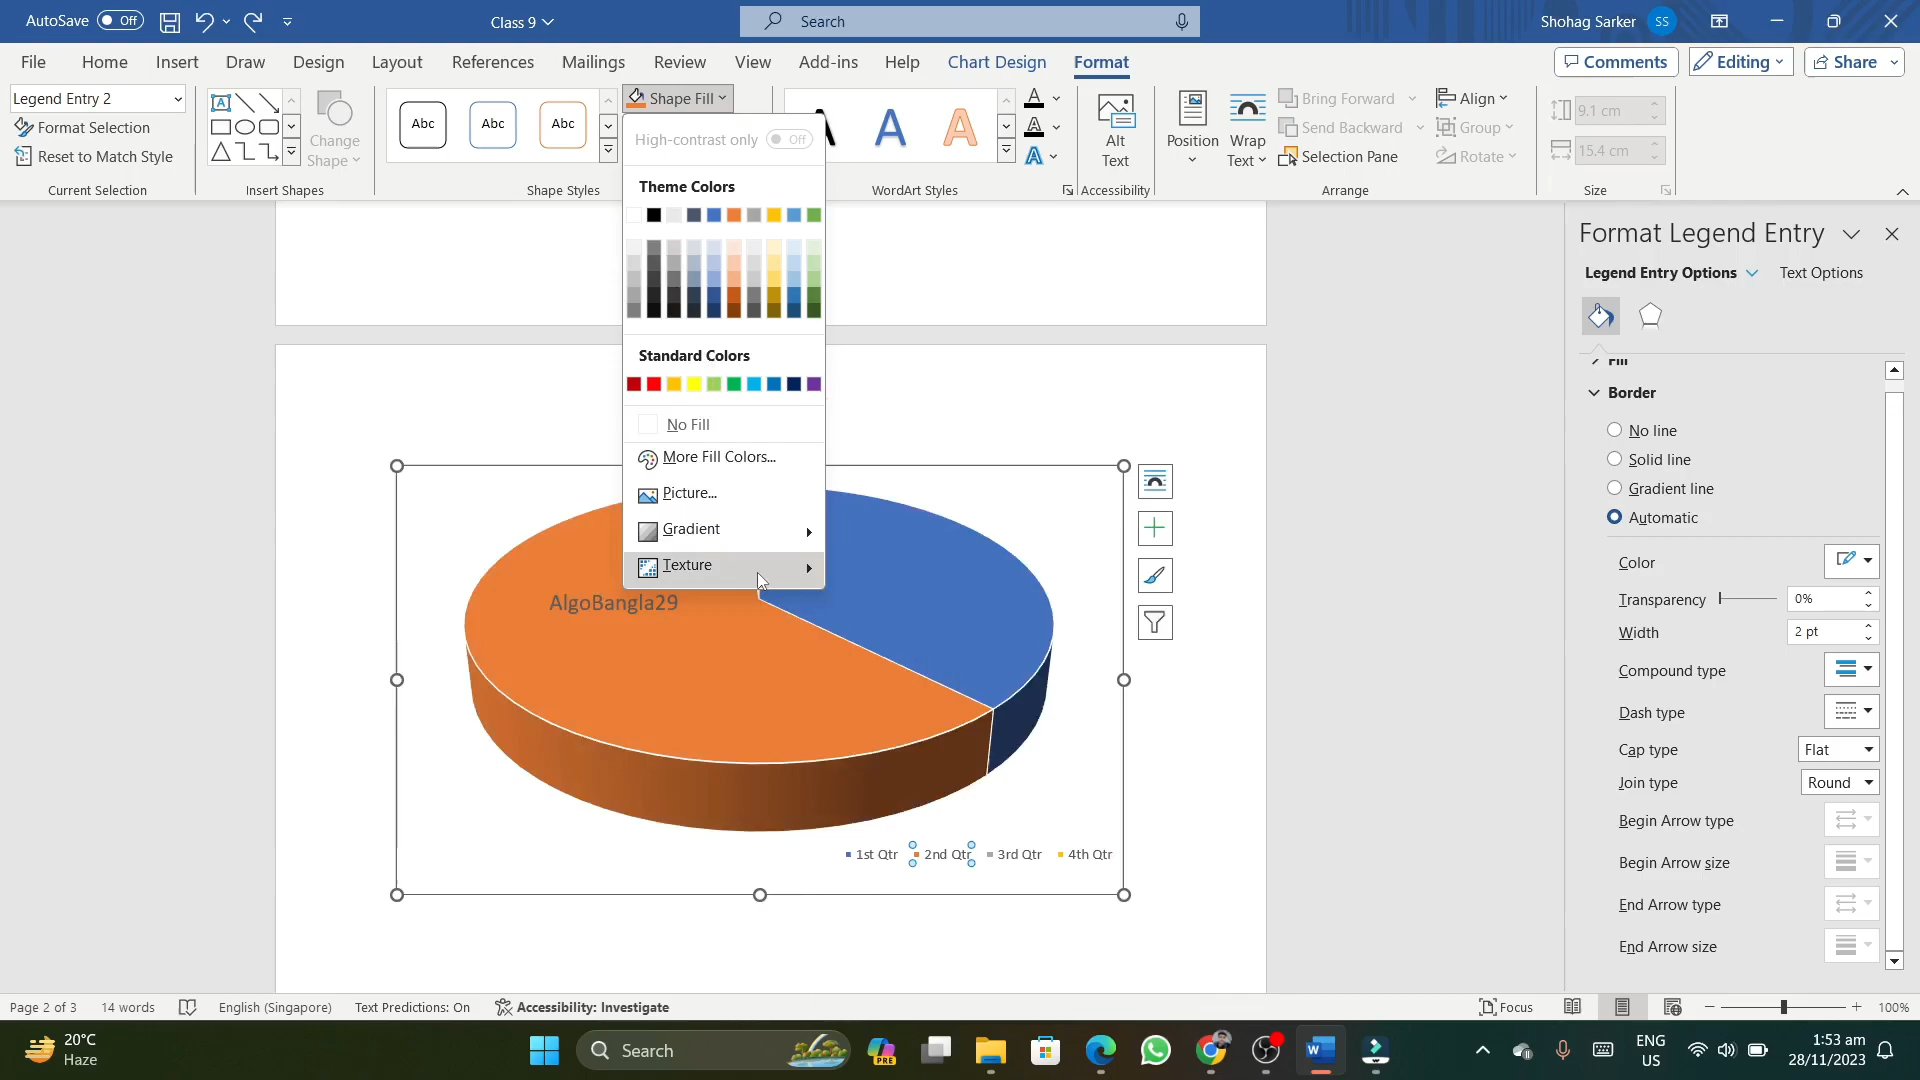 AutoSave Off
Class 9
Search
Shohag Sarker SS
File Home Insert Draw Design Layout References Mailings Review View Add-ins Help Chart Design Format
Comments Editing Share
Legend Entry 2
Format Selection
Reset to Match Style
Current Selection
Change
Shape
Insert Shapes
Abc Abc Abc
Shape Styles
Shape Fill
High-contrast only Off
Theme Colors
Standard Colors
No Fill
More Fill Colors...
Picture...
Gradient
Texture
A A
WordArt Styles
Alt
Text
Accessibility
Position
Wrap
Text
Bring Forward
Send Backward
Selection Pane
Align
Group
Rotate
Arrange
9.1 cm
15.4 cm
Size
AlgoBangla29
1st Qtr 2nd Qtr 3rd Qtr 4th Qtr
Format Legend Entry
Legend Entry Options Text Options
Fill
Border
No line
Solid line
Gradient line
Automatic
Color
Transparency 0%
Width 2 pt
Compound type
Dash type
Cap type Flat
Join type Round
Begin Arrow type
Begin Arrow size
End Arrow type
End Arrow size
Page 2 of 3 14 words English (Singapore) Text Predictions: On Accessibility: Investigate Focus 100%
20°C
Haze
Search
PRE
ENG
US
1:53 am
28/11/2023